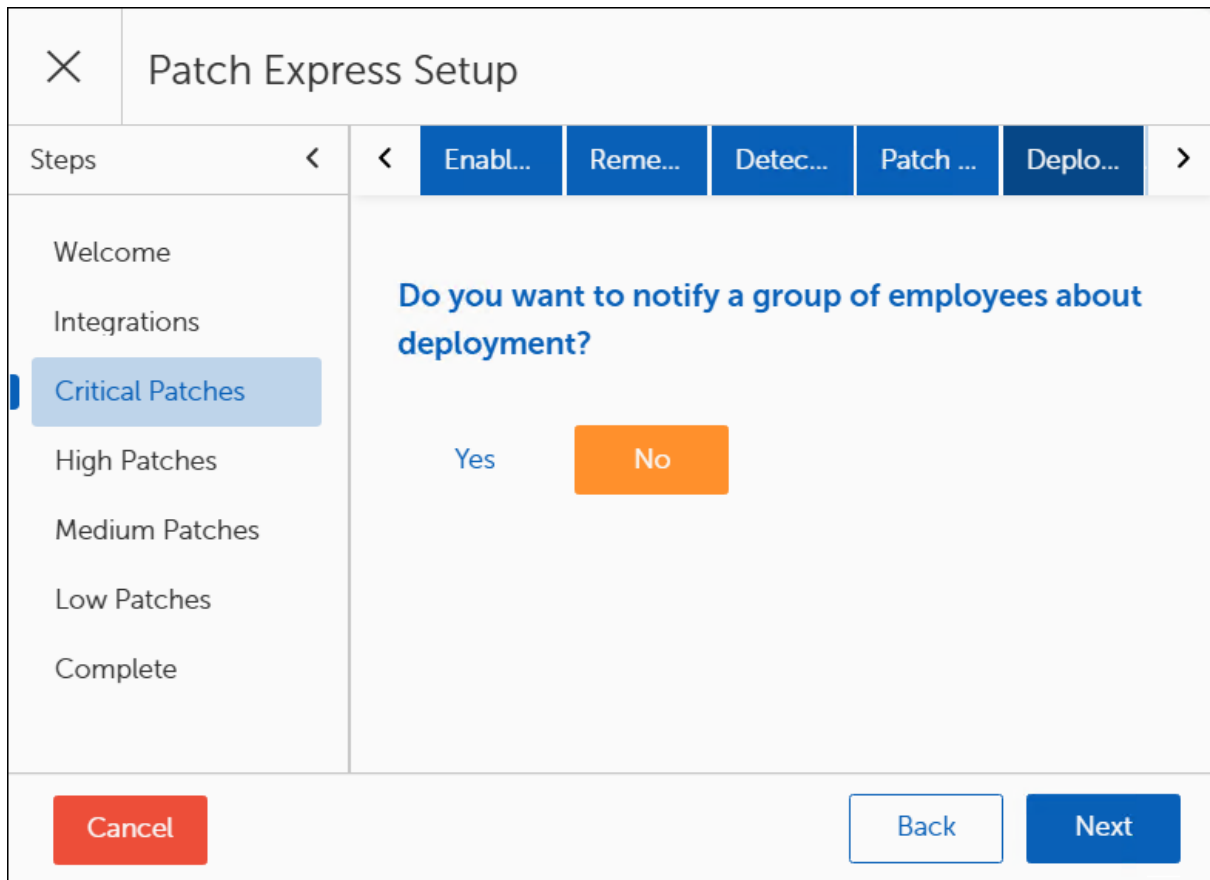 Patch Express Setup
Steps
Enabl...
Reme...
Detec...
Patch ...
Deplo...
Welcome
Integrations
Critical Patches
High Patches
Medium Patches
Low Patches
Complete
Do you want to notify a group of employees about
deployment?
Yes
No
Cancel
Back
Next